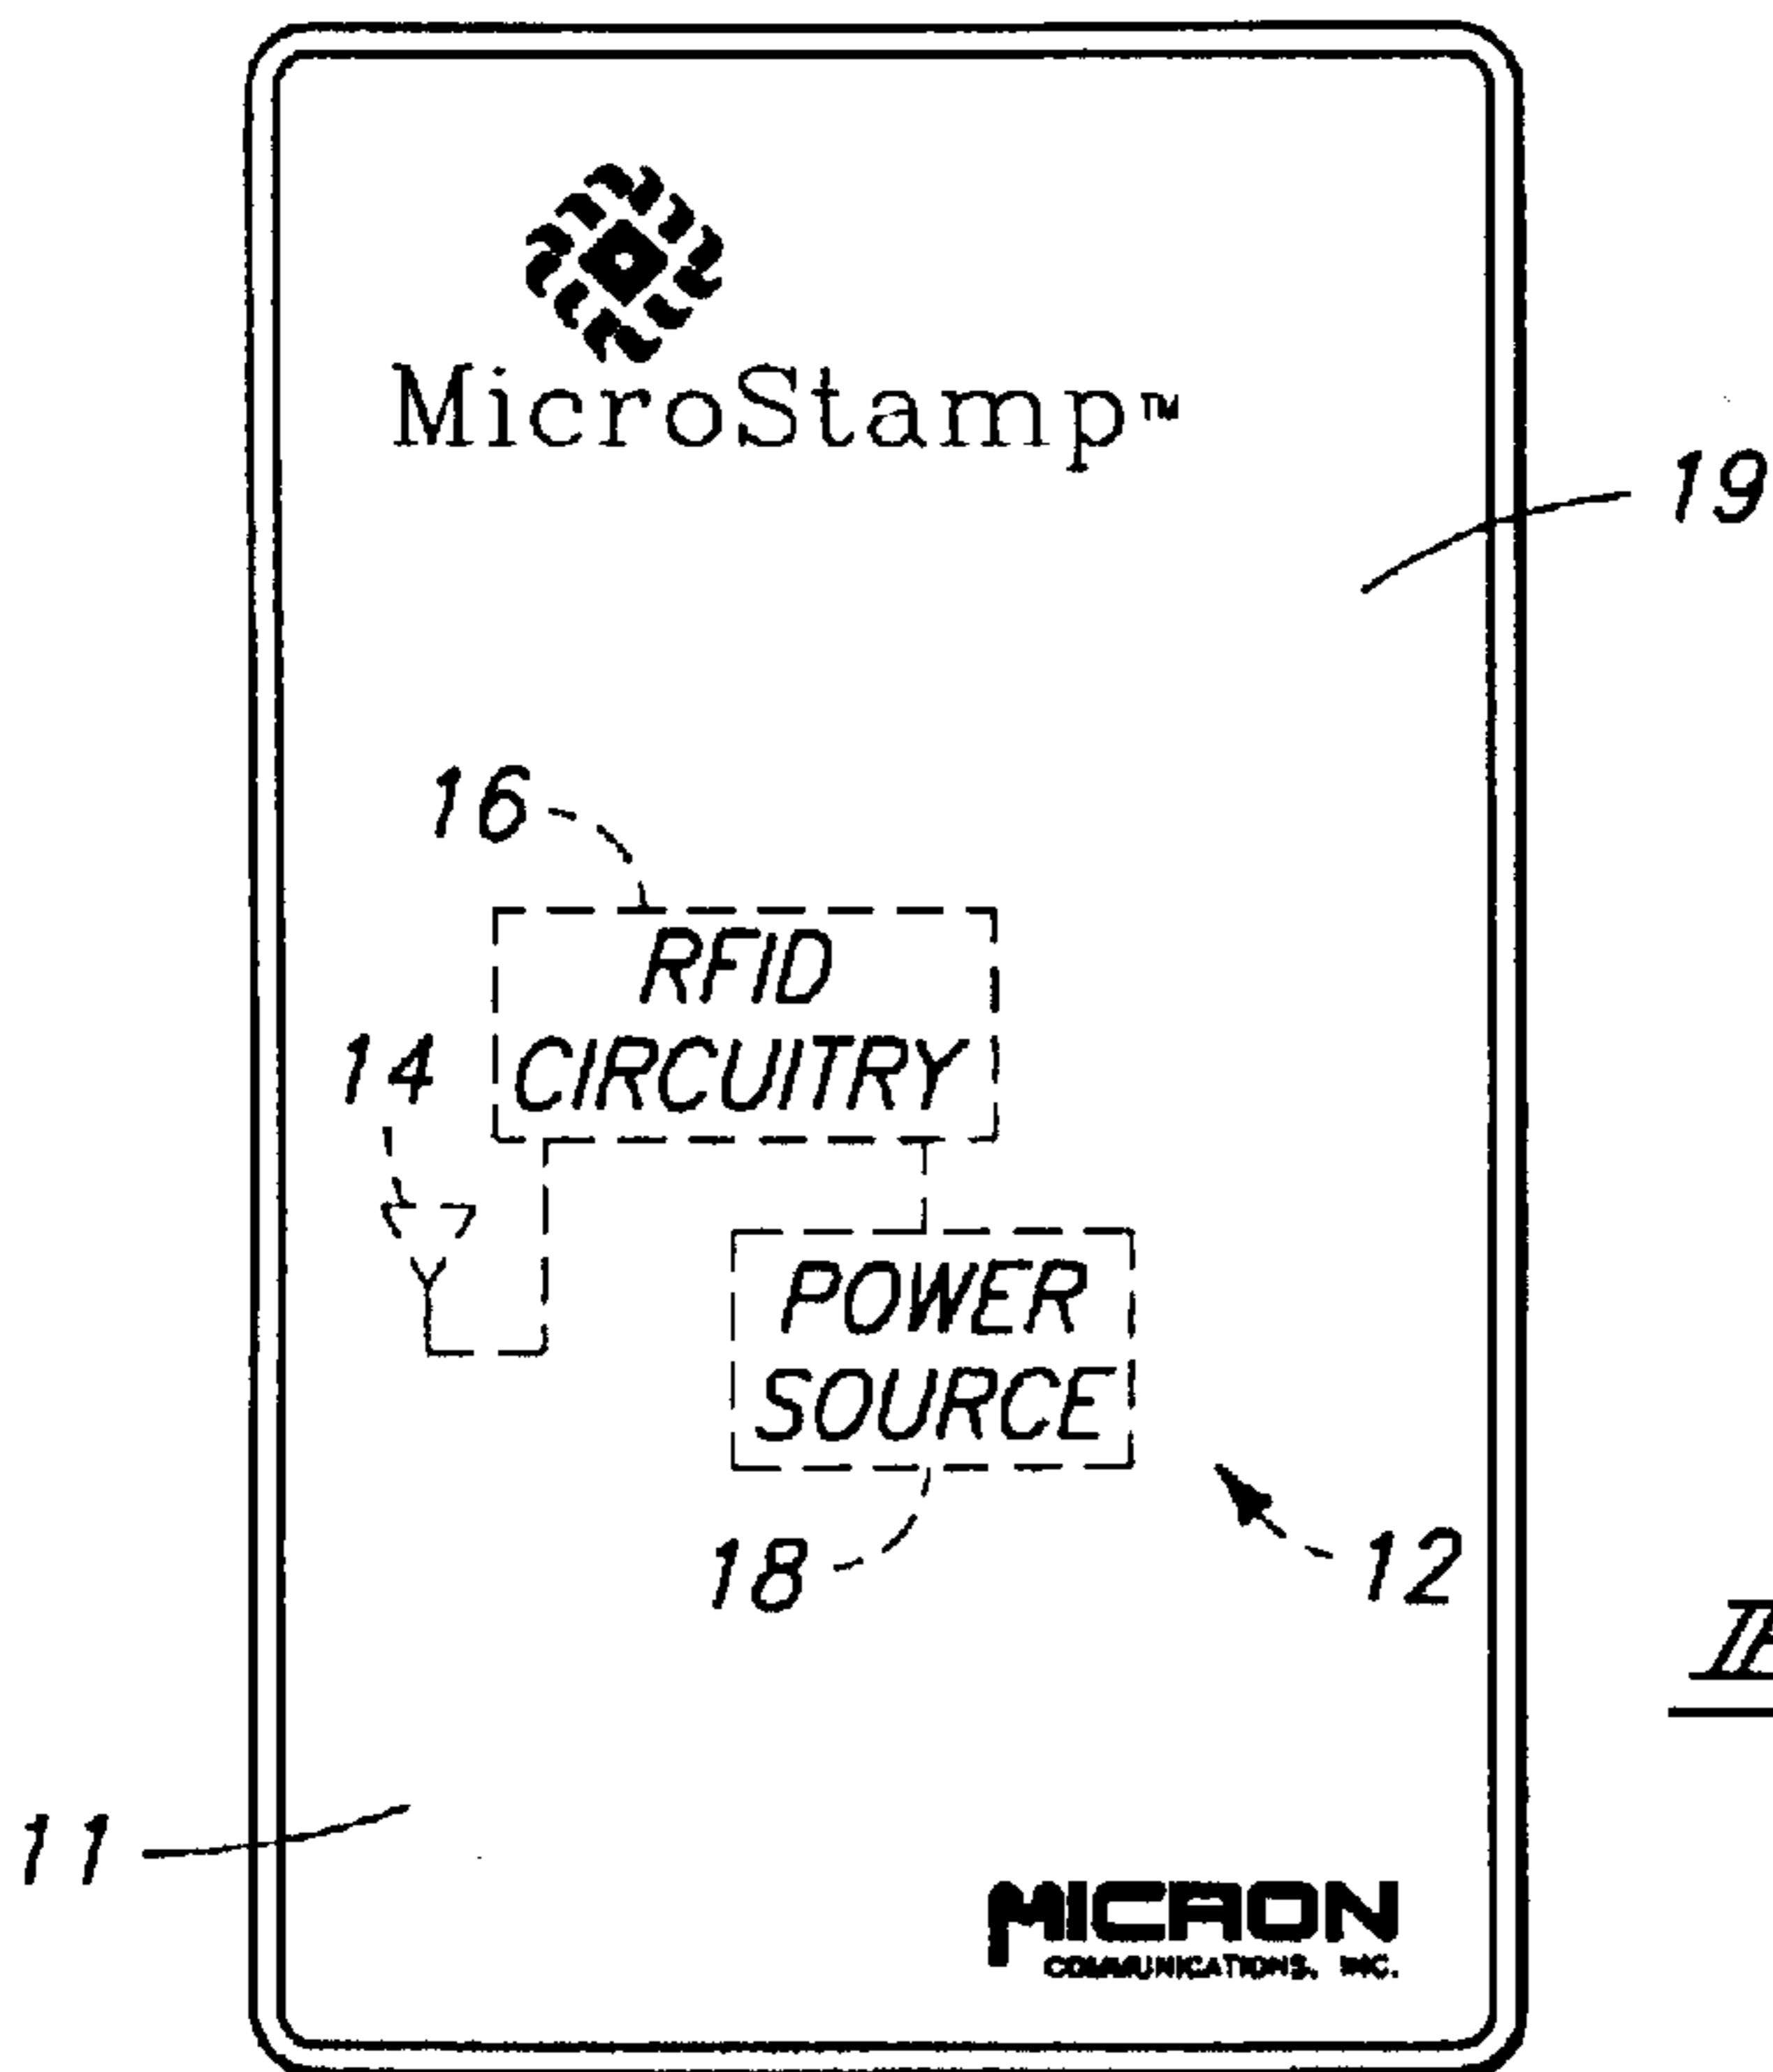 MicroStamp™
19
16
RFID
CIRCUITRY
14
POWER
SOURCE
18
12
11
MICRON
COMMUNICATIONS, INC.